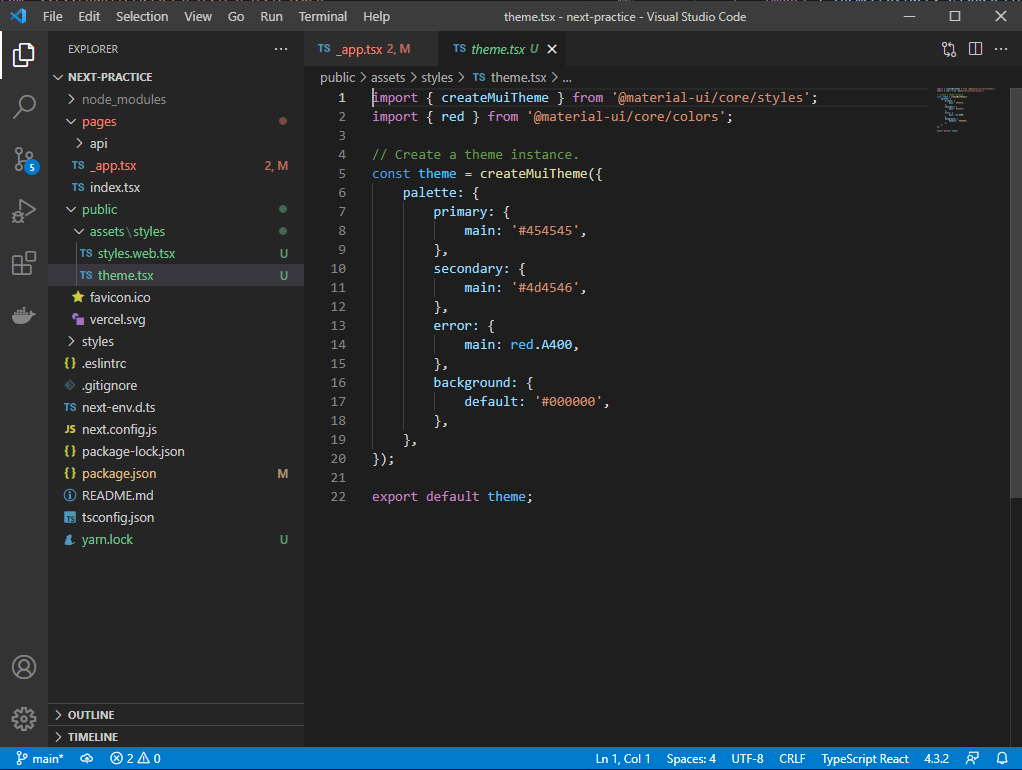 File Edit Selection View Go Run Terminal Help theme.tsx - next-practice - Visual Studio Code
EXPLORER ...
NEXT-PRACTICE
node_modules
pages
api
TS _app.tsx 2, M
TS index.tsx
public
assets\styles
TS styles.web.tsx U
TS theme.tsx U
favicon.ico
vercel.svg
styles
{} .eslintrc
.gitignore
TS next-env.d.ts
JS next.config.js
{} package-lock.json
{} package.json M
README.md
TS tsconfig.json
yarn.lock U
OUTLINE
TIMELINE
5
TS _app.tsx 2, M TS theme.tsx U
public > assets > styles > TS theme.tsx > ...
1 import { createMuiTheme } from '@material-ui/core/styles';
2 import { red } from '@material-ui/core/colors';
3
4 // Create a theme instance.
5 const theme = createMuiTheme({
6 palette: {
7 primary: {
8 main: '#454545',
9 },
10 secondary: {
11 main: '#4d4546',
12 },
13 error: {
14 main: red.A400,
15 },
16 background: {
17 default: '#000000',
18 },
19 },
20 });
21
22 export default theme;
main* 2 0 Ln 1, Col 1 Spaces: 4 UTF-8 CRLF TypeScript React 4.3.2